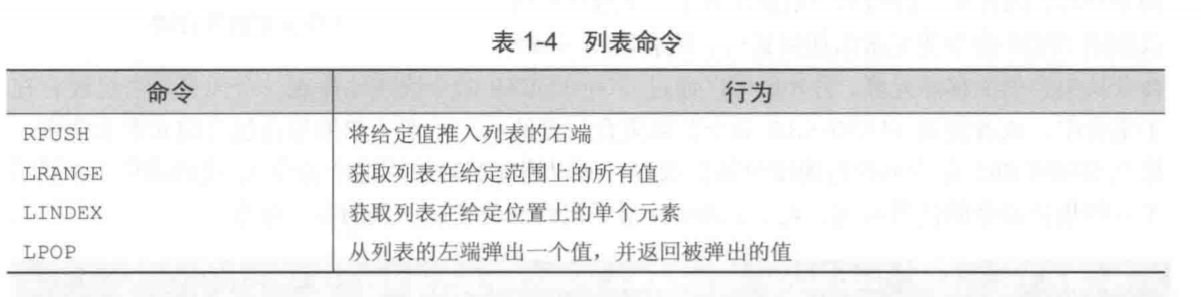 表 1-4 列表命令
命令 行为
RPUSH 将给定值推入列表的右端
LRANGE 获取列表在给定范围上的所有值
LINDEX 获取列表在给定位置上的单个元素
LPOP 从列表的左端弹出一个值，并返回被弹出的值